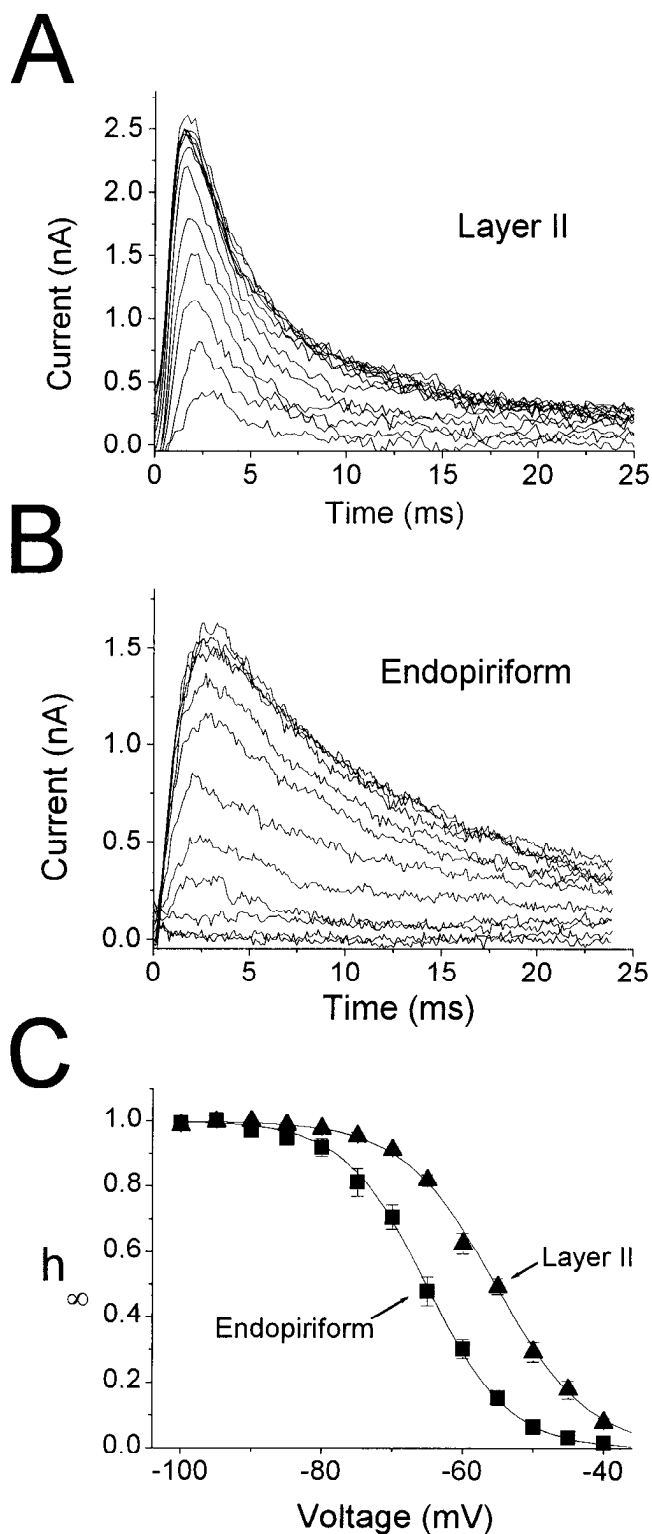 A
2.5
2.0
1.5
1.0
0.5
0.0
Current (nA)
Layer II
0 5 10 15 20 25
Time (ms)
B
1.5
1.0
0.5
0.0
Current (nA)
Endopiriform
0 5 10 15 20 25
Time (ms)
C
1.0
0.8
0.6
0.4
0.2
0.0
h∞
Layer II
Endopiriform
-100 -80 -60 -40
Voltage (mV)